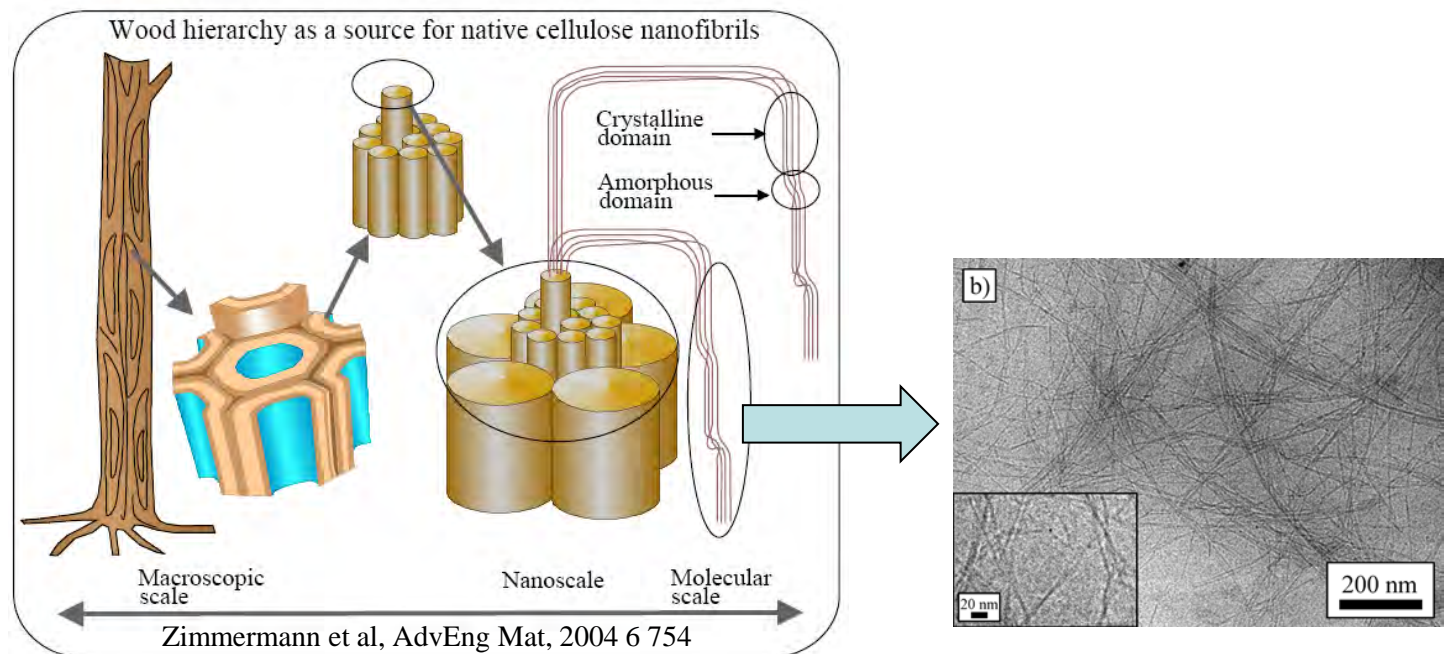 Wood hierarchy as a source for native cellulose nanofibrils
Crystalline
domain
Amorphous
domain
Macroscopic
scale
Nanoscale
Molecular
scale
Zimmermann et al, AdvEng Mat, 2004 6 754
b)
20 nm
200 nm